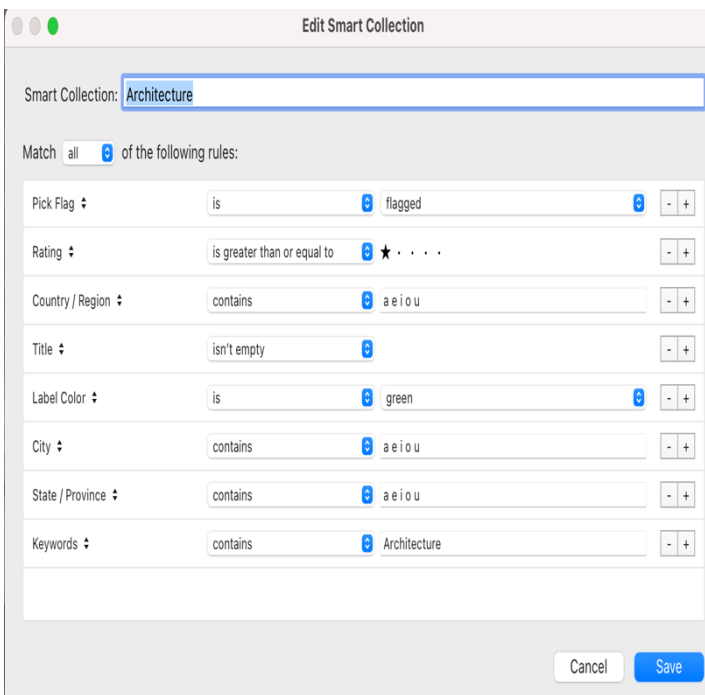 Edit Smart Collection
Smart Collection: Architecture
Match all of the following rules:
Pick Flag is flagged - +
Rating is greater than or equal to ★ · · · · - +
Country / Region contains a e i o u - +
Title isn't empty - +
Label Color is green - +
City contains a e i o u - +
State / Province contains a e i o u - +
Keywords contains Architecture - +
Cancel Save